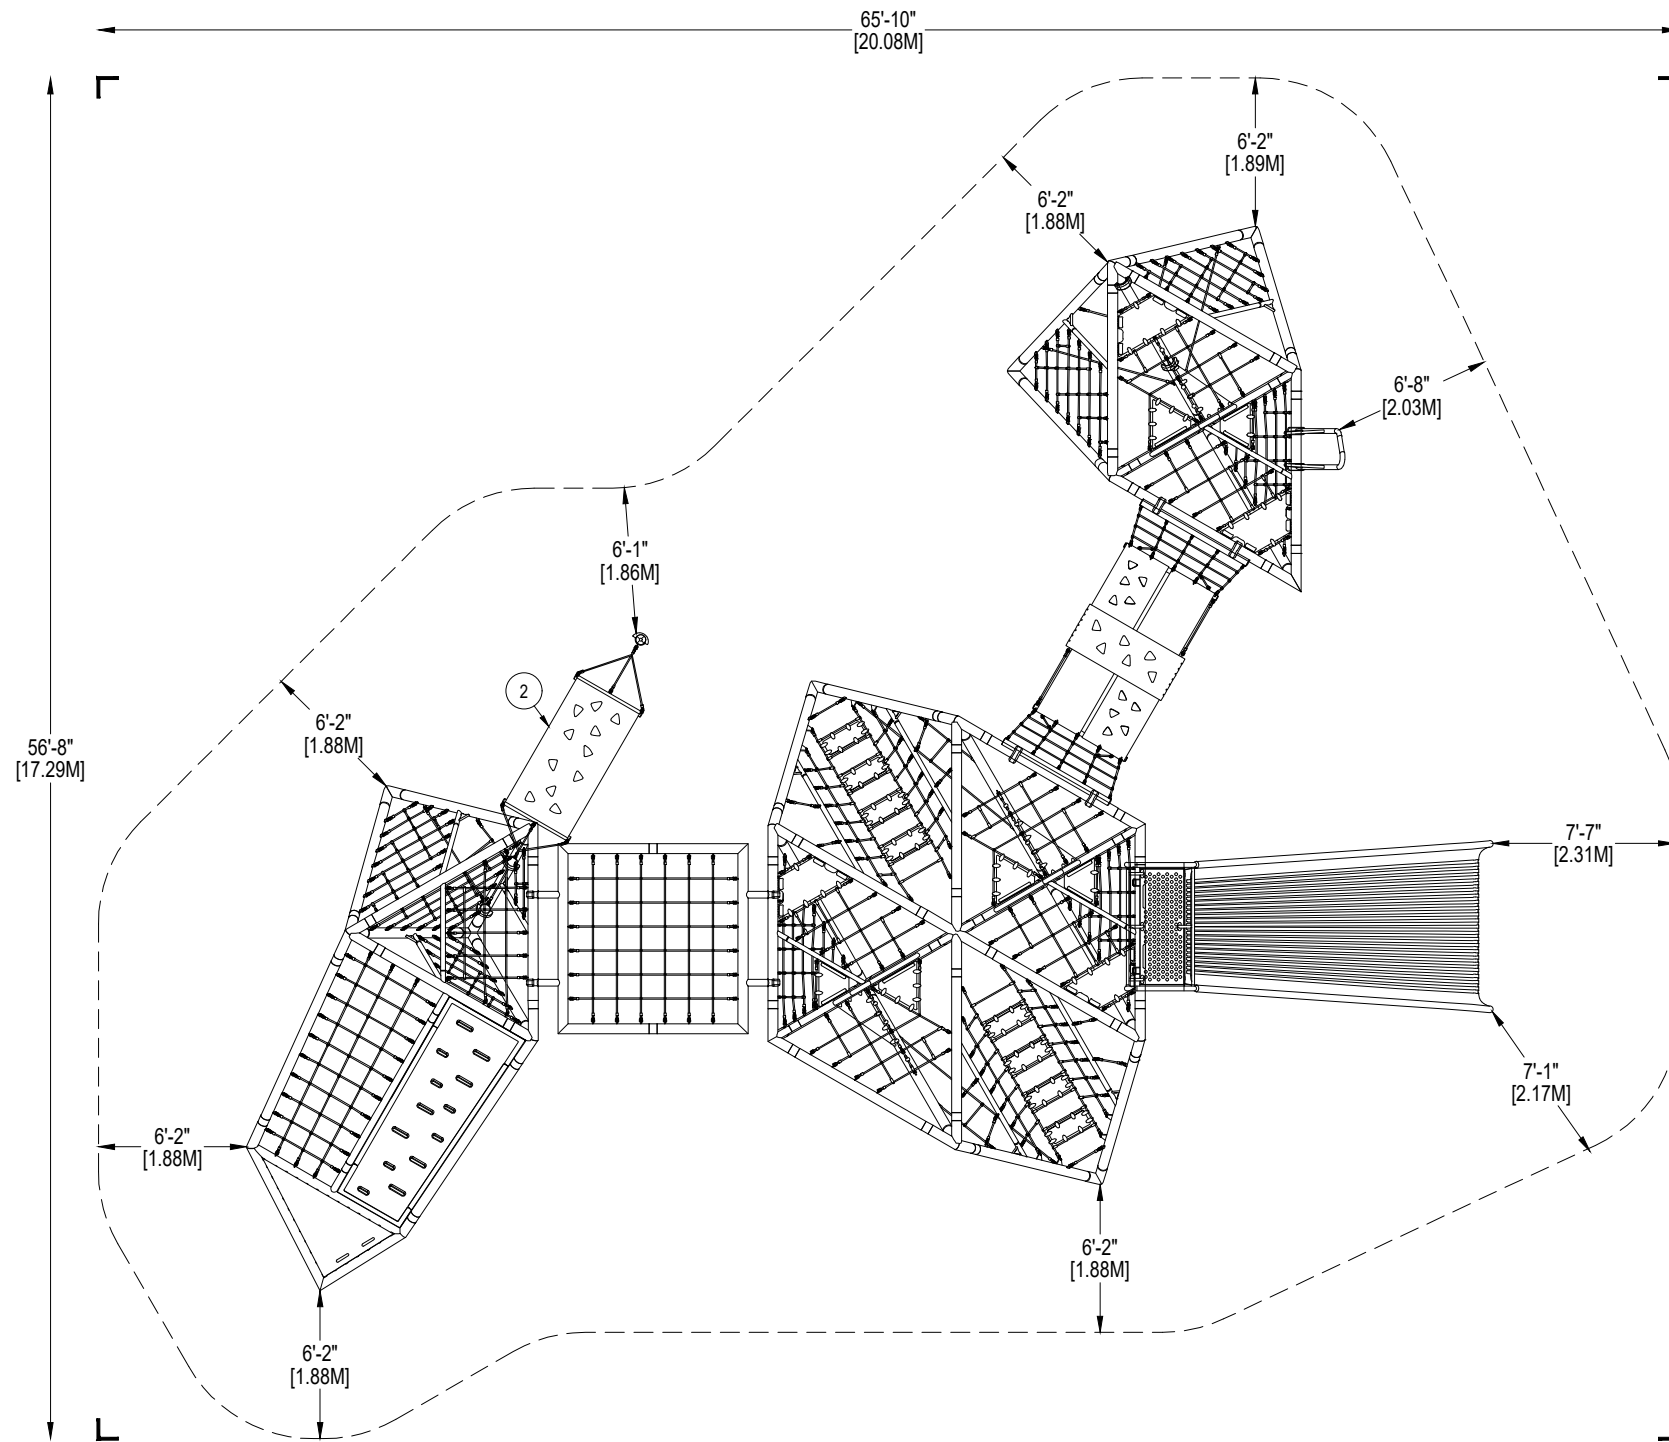 65'-10"
[20.08M]
6'-2"
[1.89M]
6'-2"
[1.88M]
6'-8"
[2.03M]
6'-1"
[1.86M]
2
6'-2"
[1.88M]
56'-8"
[17.29M]
7'-7"
[2.31M]
7'-1"
[2.17M]
6'-2"
[1.88M]
6'-2"
[1.88M]
6'-2"
[1.88M]